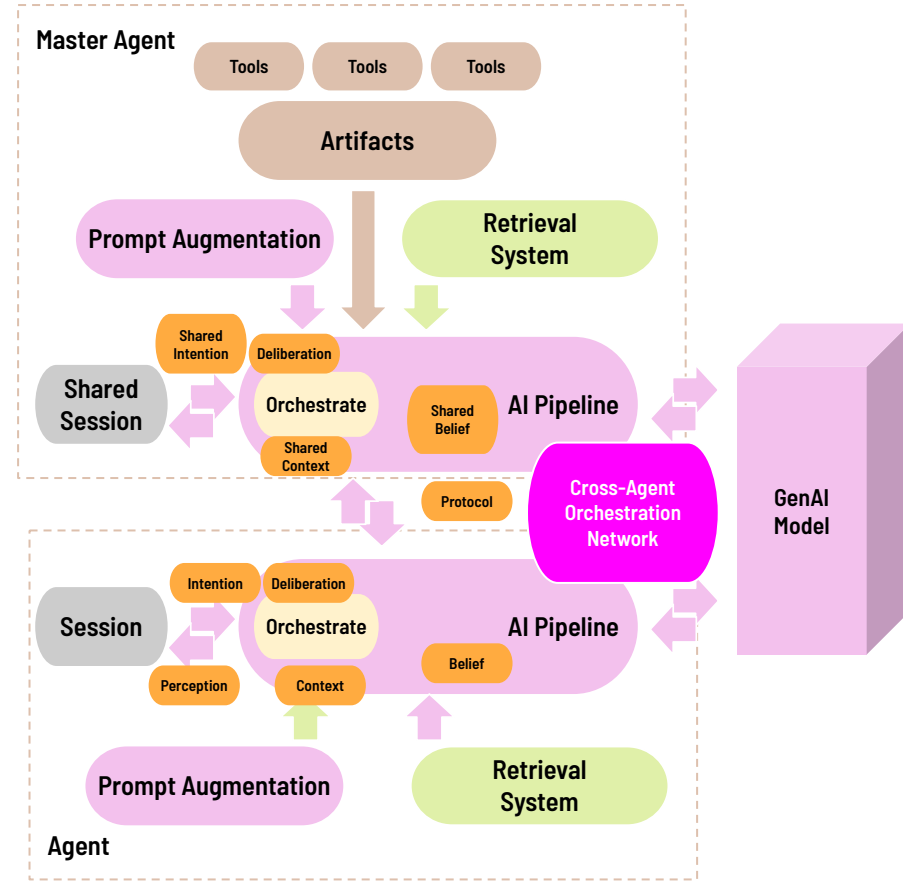 Master Agent
Tools
Tools
Tools
Artifacts
Prompt Augmentation
Retrieval
System
Shared
Intention
Deliberation
Shared
Session
Orchestrate
Shared
Belief
AI Pipeline
Shared
Context
Protocol
Cross-Agent
Orchestration
Network
GenAI
Model
Intention
Deliberation
Session
Orchestrate
AI Pipeline
Belief
Perception
Context
Prompt Augmentation
Retrieval
System
Agent